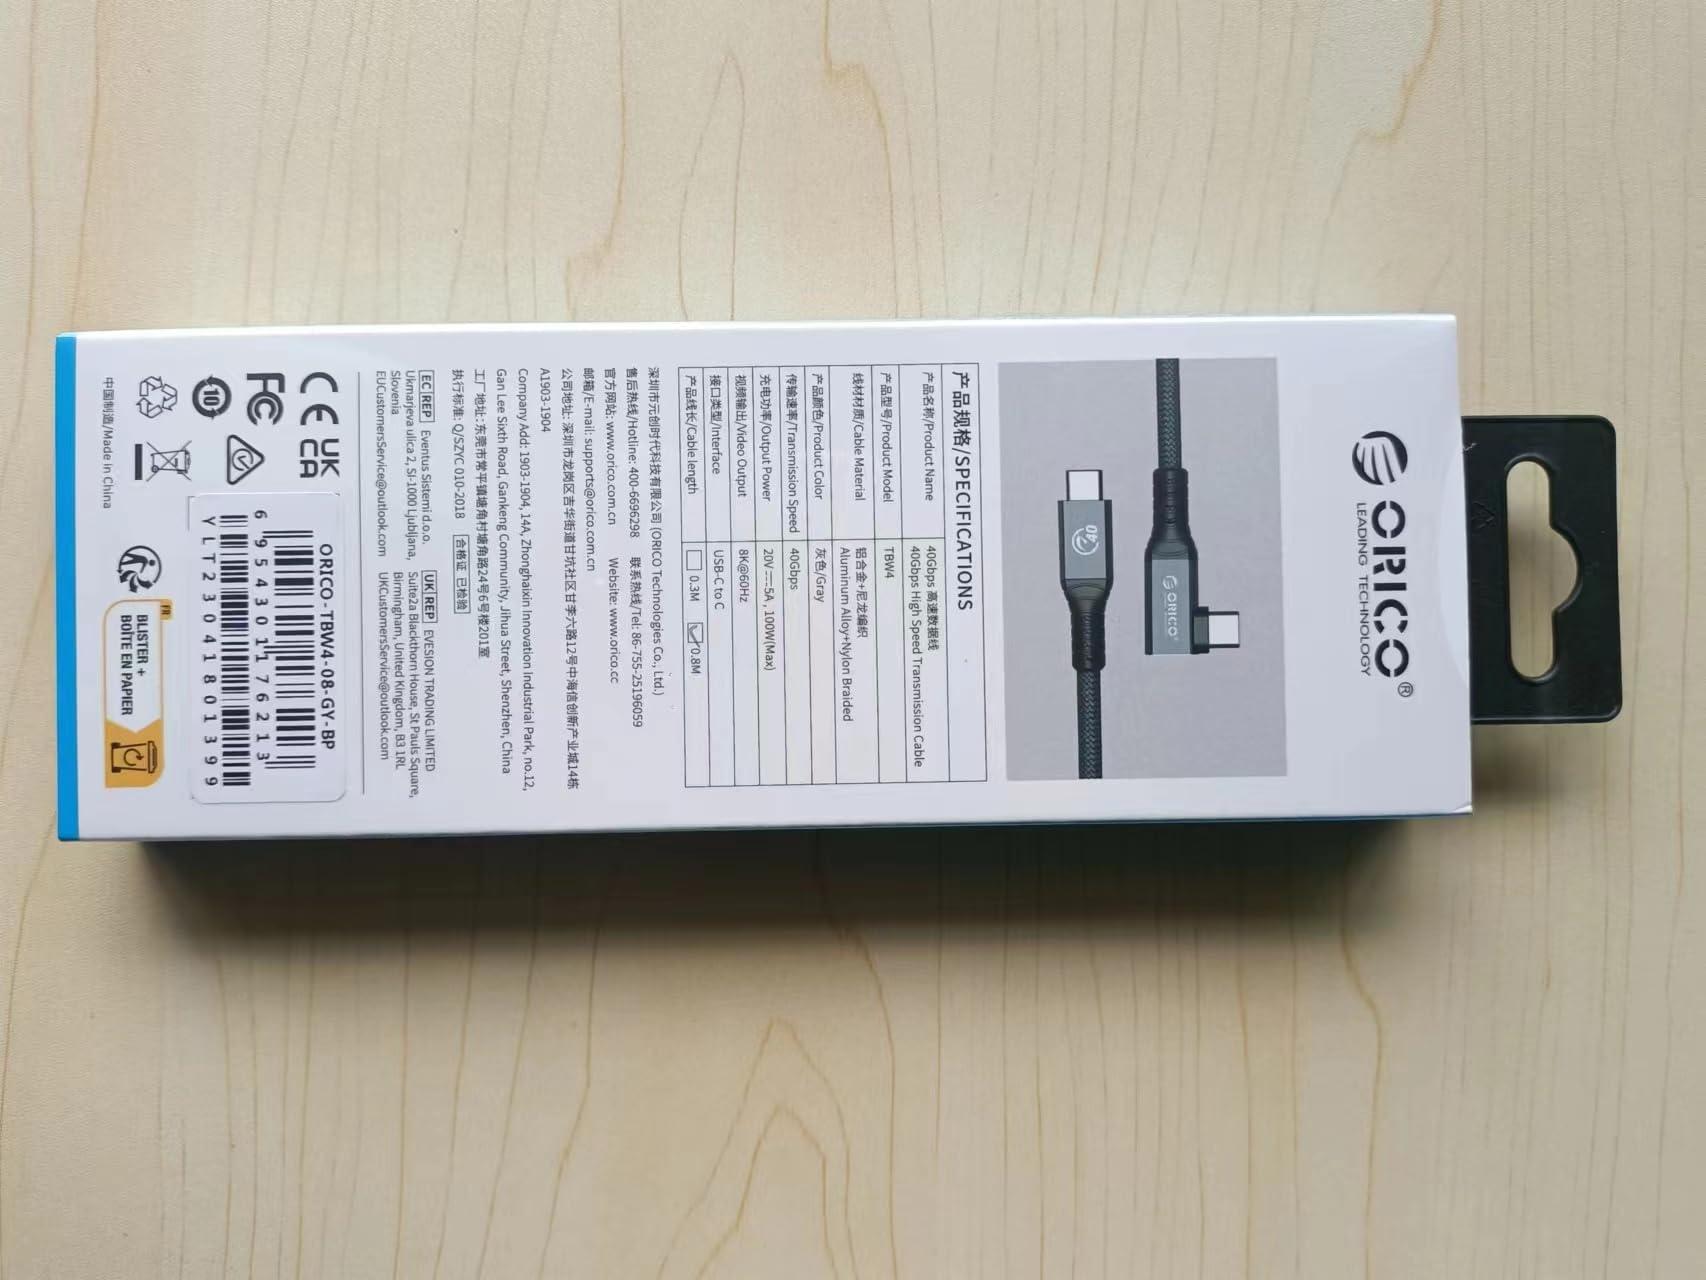 ORICO®
LEADING TECHNOLOGY
ORICO
40
产品规格/SPECIFICATIONS
产品名称/Product Name 40Gbps 高速数据线
40Gbps High Speed Transmission Cable
产品型号/Product Model TBW4
线材材质/Cable Material 铝合金+尼龙编织
Aluminum Alloy+Nylon Braided
产品颜色/Product Color 灰色/Gray
传输速率/Transmission Speed 40Gbps
充电功率/Output Power 20V⎓5A, 100W(Max)
视频输出/Video Output 8K@60Hz
接口类型/Interface USB-C to C
产品线长/Cable length □ 0.3M ☑ 0.8M
深圳市元创时代科技有限公司 (ORICO Technologies Co., Ltd.)
售后热线/Hotline: 400-6696298 联系热线/Tel: 86-755-25196059
官方网站: www.orico.com.cn Website: www.orico.cc
邮箱/E-mail: supports@orico.com.cn
公司地址: 深圳市龙岗区吉华街道甘坑社区甘李六路12号中海信创新产业城14栋
A1903-1904
Company Add: 1903-1904, 14A, Zhonghaixin Innovation Industrial Park, no.12,
Gan Lee Sixth Road, Gankeng Community, Jihua Street, Shenzhen, China
工厂地址: 东莞市常平镇塘角村塘角路24号6号楼201室
执行标准: Q/SZYC 010-2018 合格证 已检验
EC REP Eventus Sistemi d.o.o.
Ukmarjeva ulica 2, SI-1000 Ljubljana,
Slovenia
EUCustomersService@outlook.com
UK REP EVESION TRADING LIMITED
Suite2a Blackthorn House, St Pauls Square,
Birmingham, United Kingdom, B3 1RL
UKCustomersService@outlook.com
CE UK
CA
FC
10
中国制造/Made in China
ORICO-TBW4-08-GY-BP
6 954301 176213
YLT23041801399
FR
BLISTER +
BOÎTE EN PAPIER